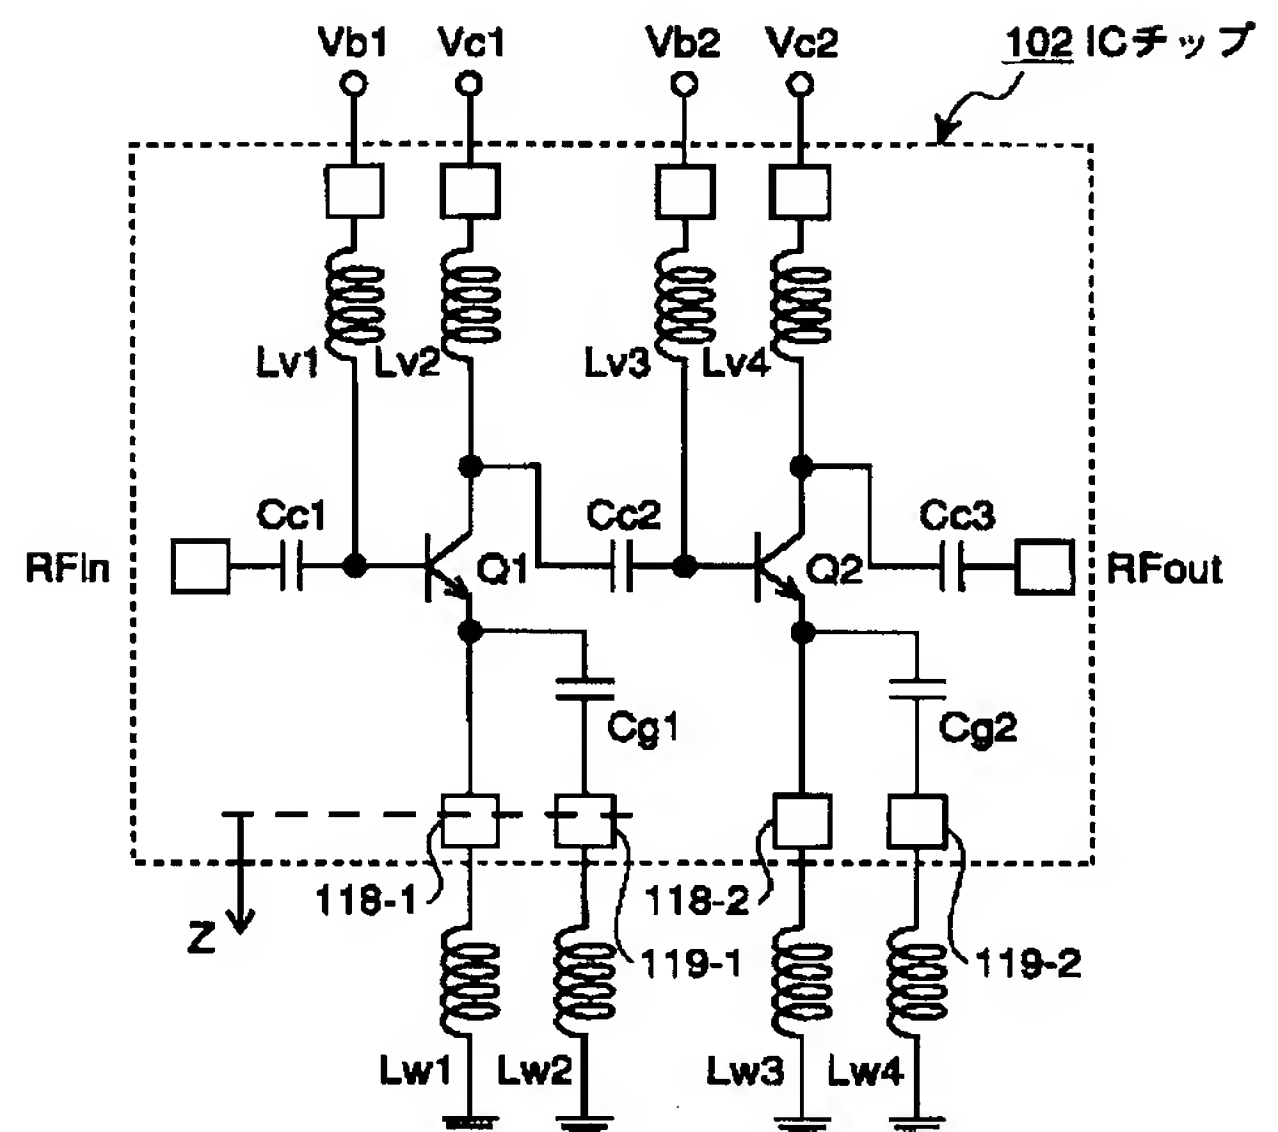 Vb1 Vc1 Vb2 Vc2 102 ICチップ
Lv1 Lv2 Lv3 Lv4
Cc1 Cc2 Cc3
RFin Q1 Q2 RFout
Cg1 Cg2
118-1 118-2
Z 119-1 119-2
Lw1 Lw2 Lw3 Lw4